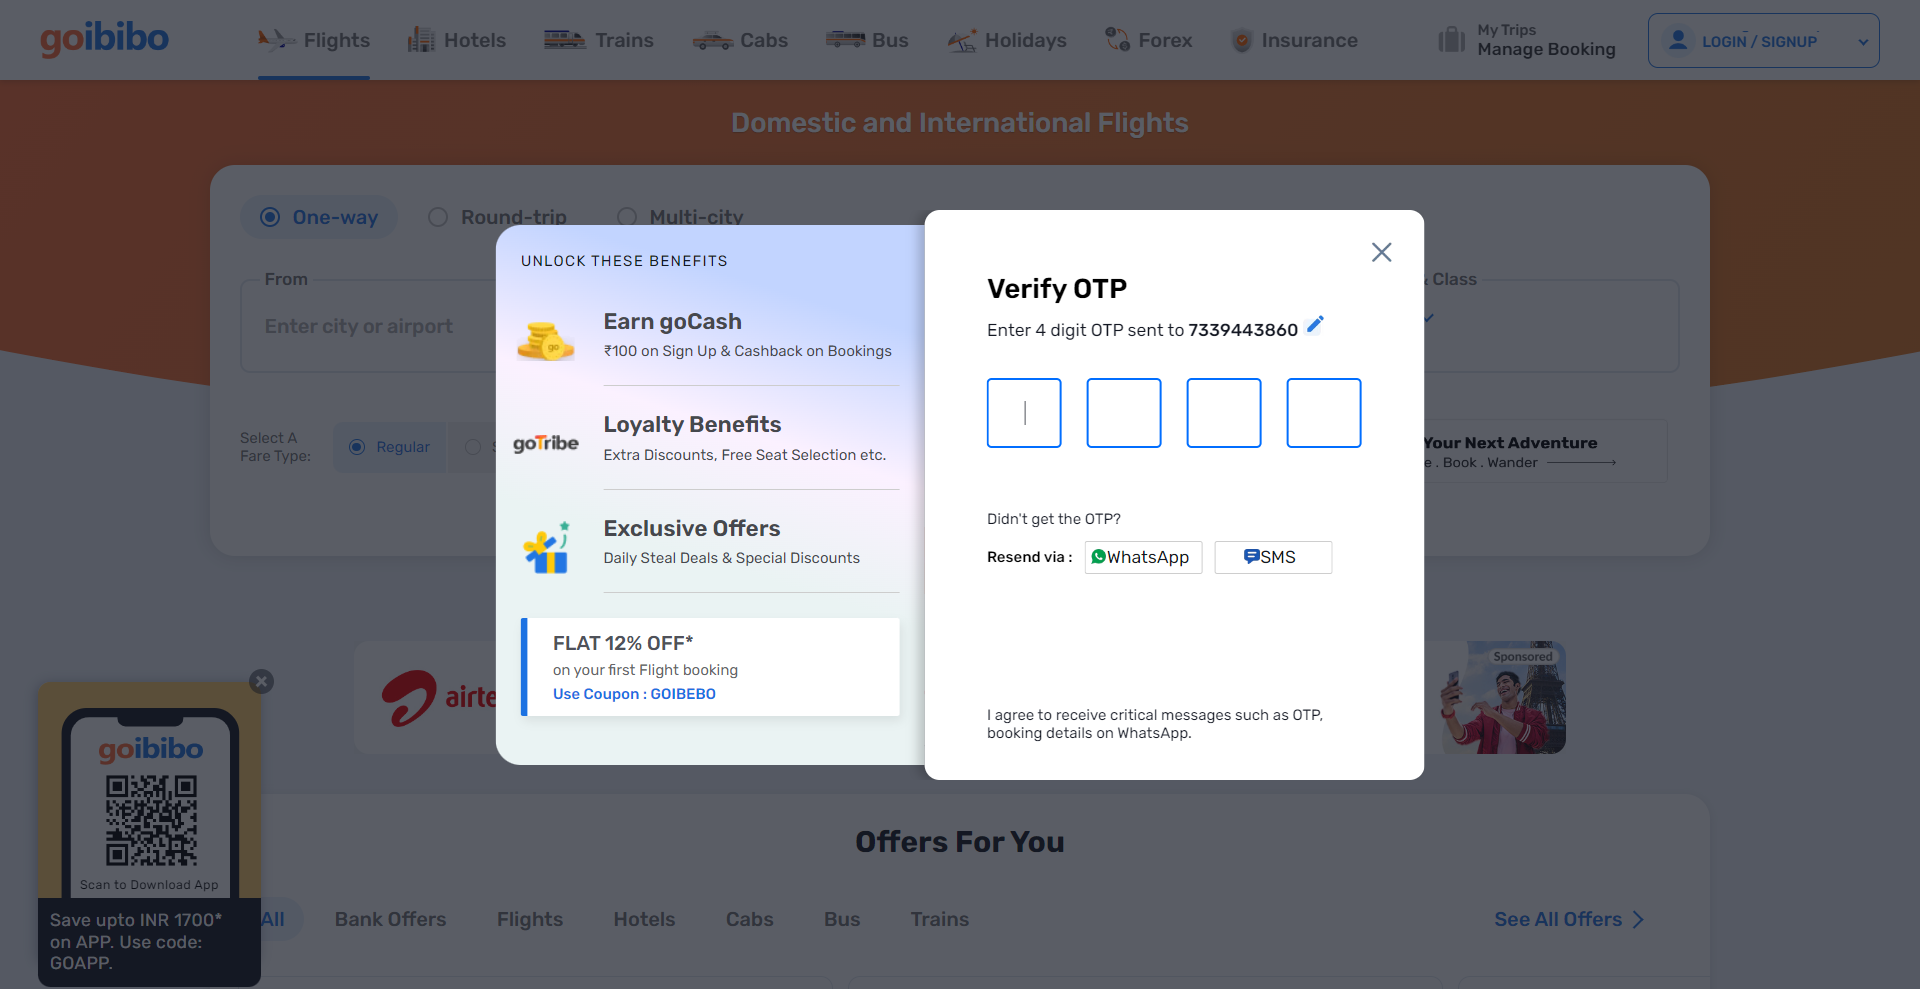 goibibo
Flights
Hotels
Trains
Cabs
Bus
Holidays
Forex
Insurance
My Trips
Manage Booking
LOGIN / SIGNUP
Domestic and International Flights
One-way
Round-trip
Multi-city
From
Enter city or airport
& Class
Select A
Fare Type:
Regular
UNLOCK THESE BENEFITS
Earn goCash
₹100 on Sign Up & Cashback on Bookings
goTribe
Loyalty Benefits
Extra Discounts, Free Seat Selection etc.
Exclusive Offers
Daily Steal Deals & Special Discounts
FLAT 12% OFF*
on your first Flight booking
Use Coupon : GOIBEBO
Verify OTP
Enter 4 digit OTP sent to 7339443860
Didn't get the OTP?
Resend via :
WhatsApp
SMS
I agree to receive critical messages such as OTP,
booking details on WhatsApp.
Your Next Adventure
. Book . Wander
Sponsored
goibibo
Scan to Download App
Save upto INR 1700*
on APP. Use code:
GOAPP.
Offers For You
All
Bank Offers
Flights
Hotels
Cabs
Bus
Trains
See All Offers